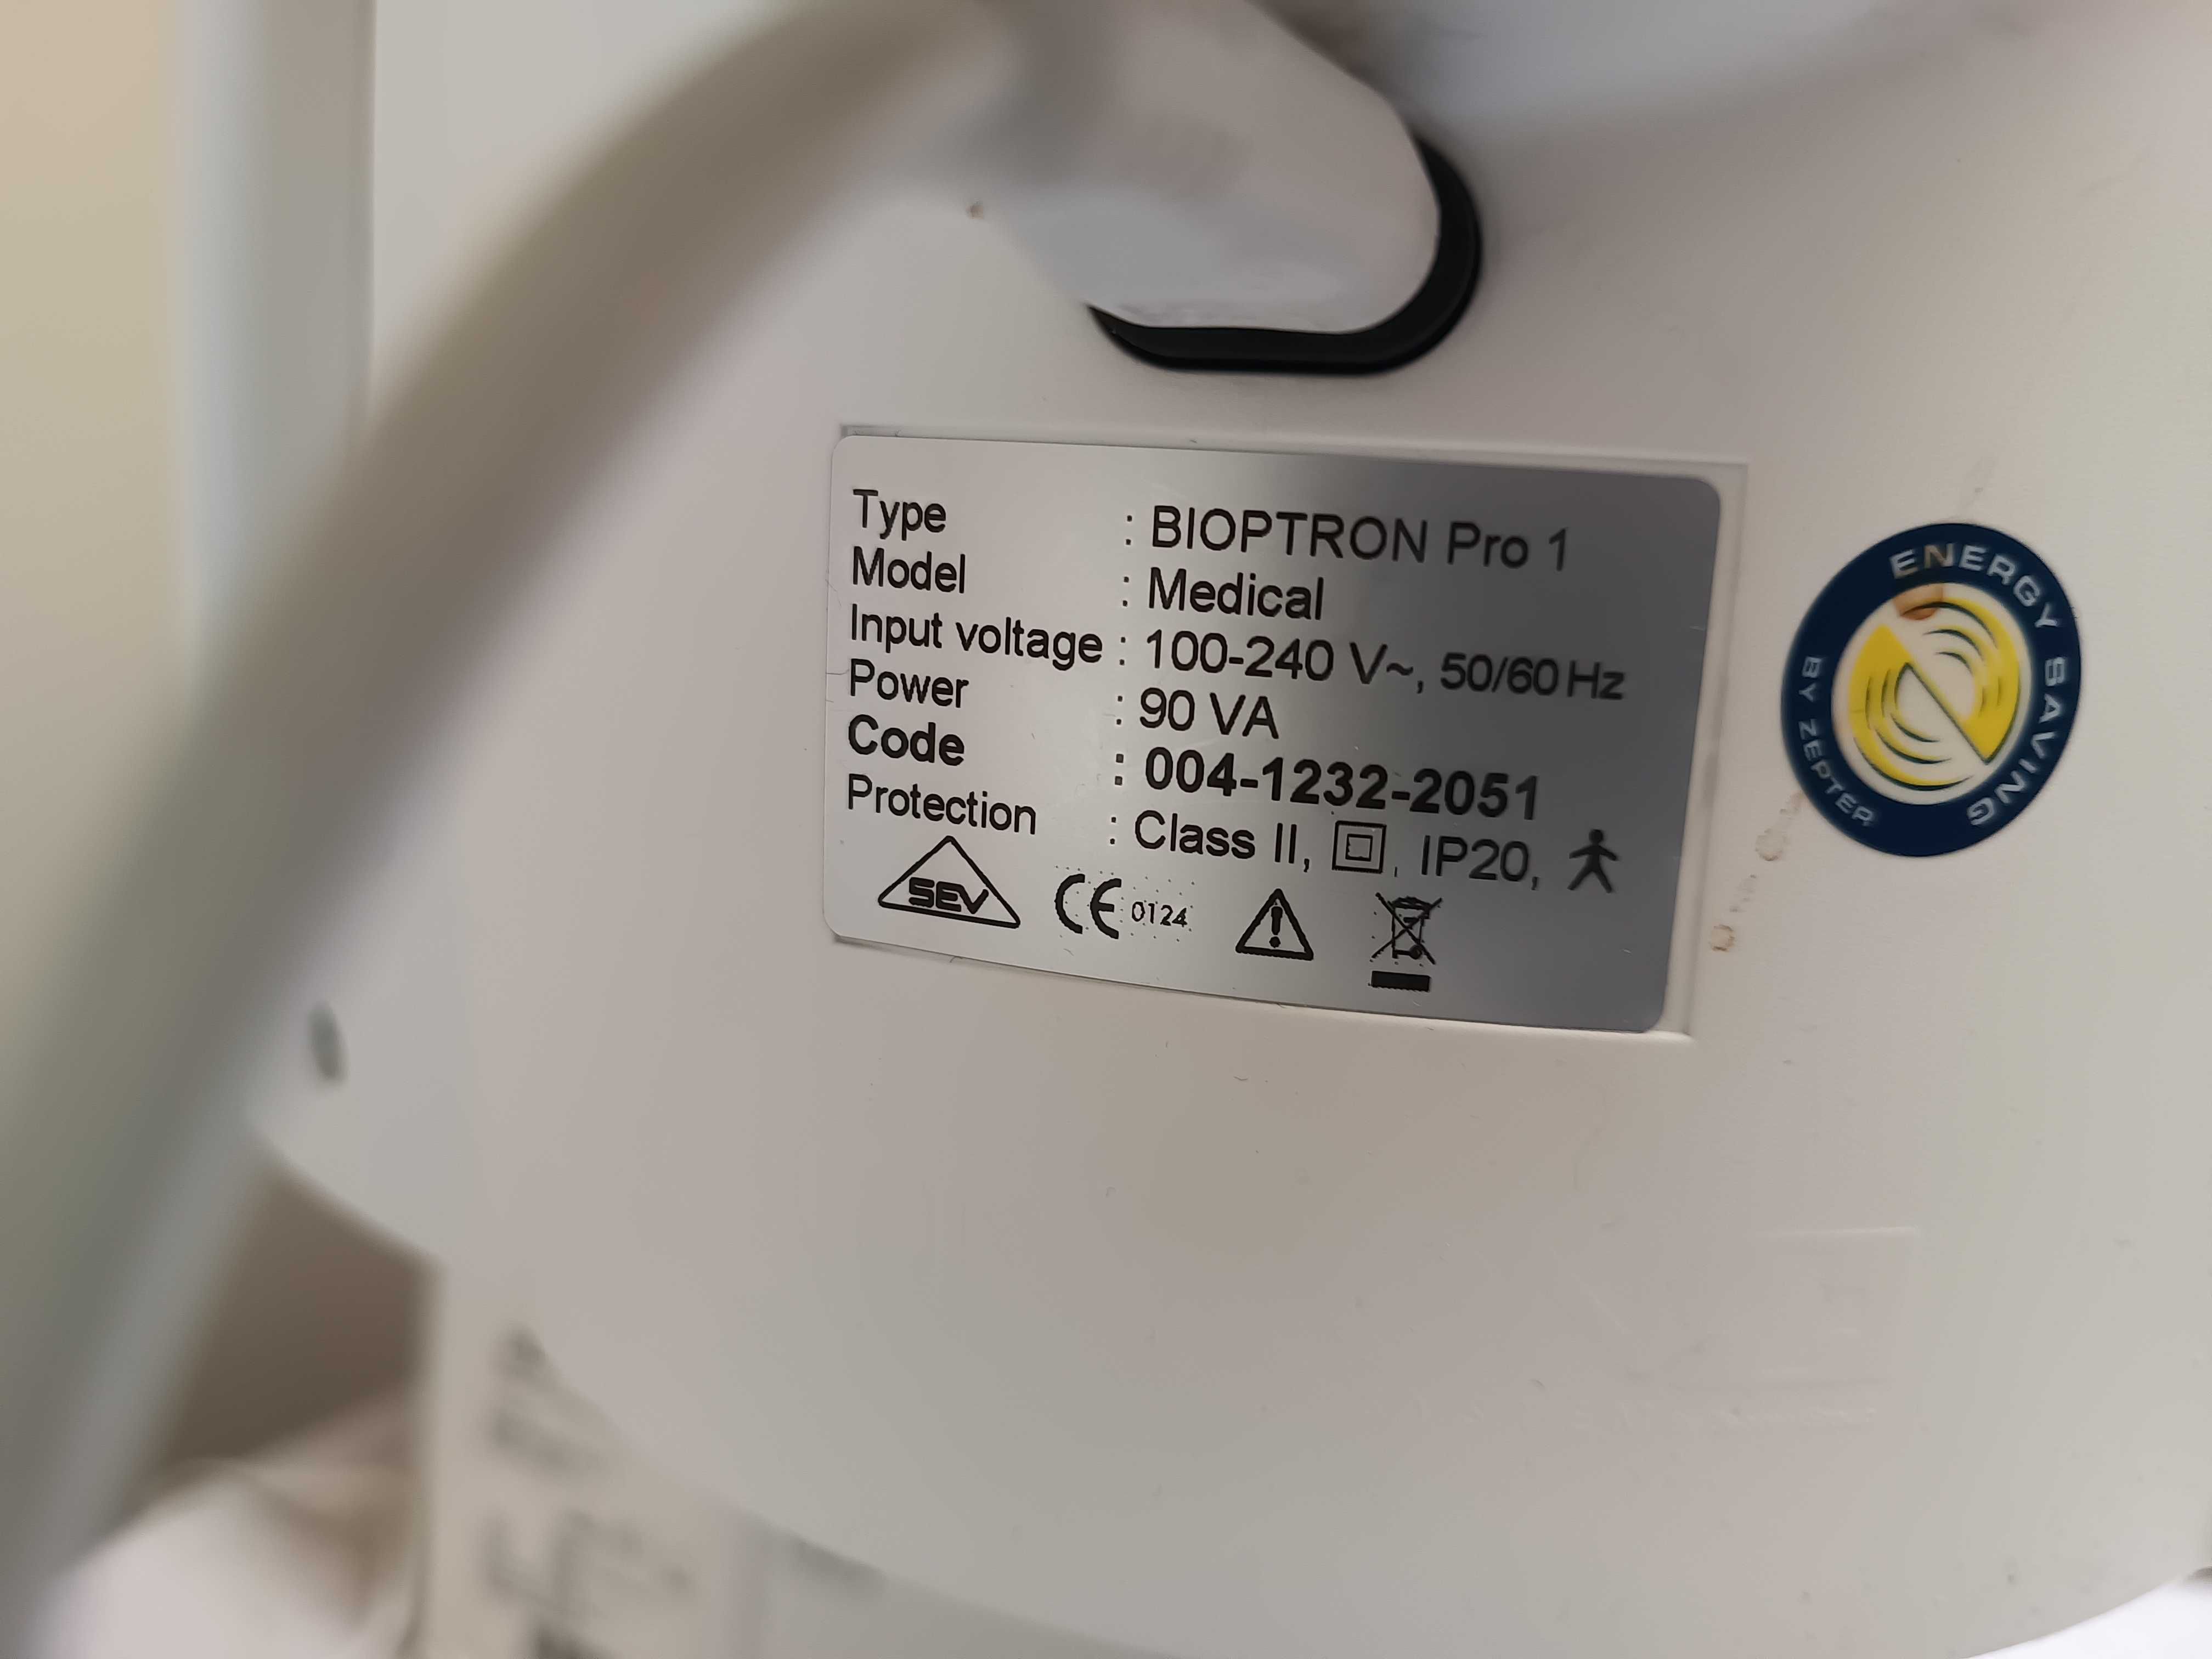 Type : BIOPTRON Pro 1
Model : Medical
Input voltage : 100-240 V~, 50/60 Hz
Power : 90 VA
Code : 004-1232-2051
Protection : Class II, IP20,
SEV CE 0124
ENERGY SAVING
BY ZEPTER